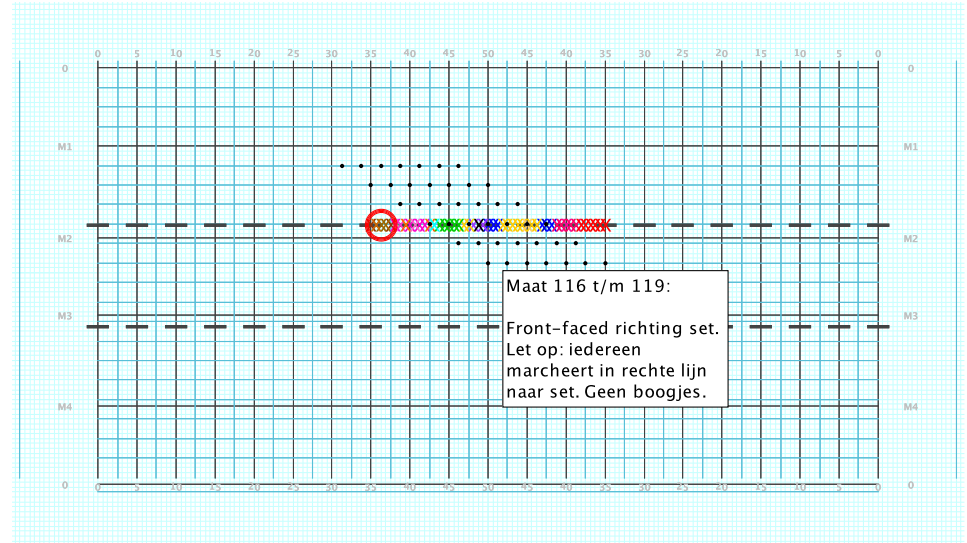 0 5 10 15 20 25 30 35 40 45 50 45 40 35 30 25 20 15 10 5 0
0 0
M1 M1
M2 M2
Maat 116 t/m 119:
Front-faced richting set.
Let op: iedereen
marcheert in rechte lijn
naar set. Geen boogjes.
M3 M3
M4 M4
0 0
0 5 10 15 20 25 30 35 40 45 50 45 40 35 30 25 20 15 10 5 0